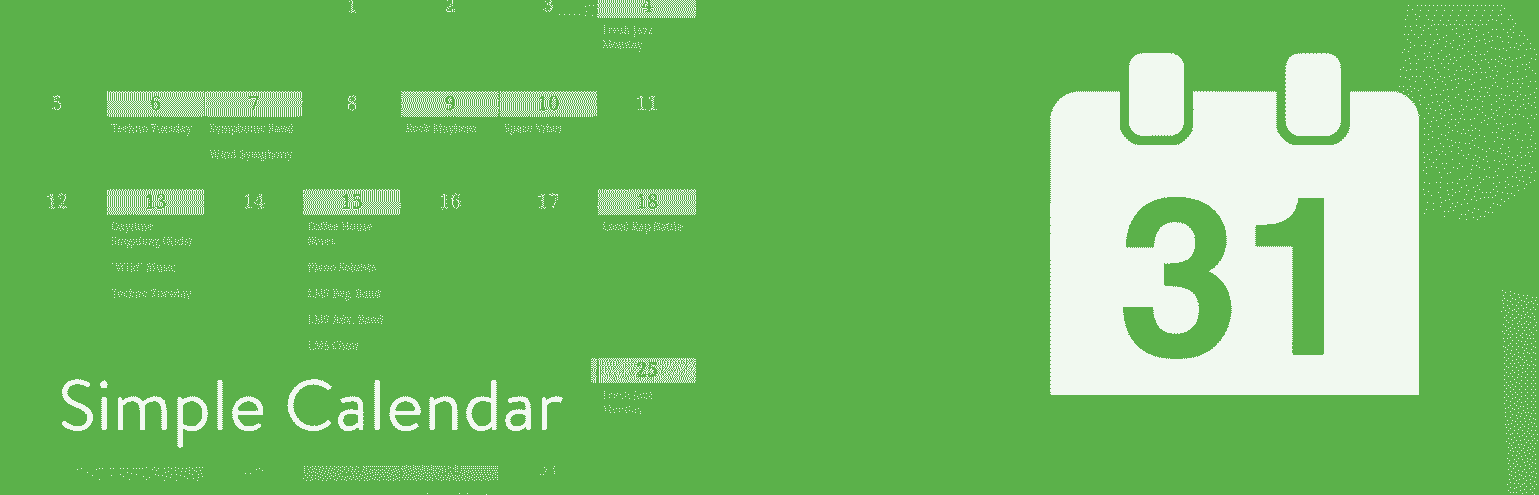 1 2 3 4
Fresh Jazz
Monday
5 6 7 8 9 10 11
Techno Tuesday Symphonic Band Rock Mayhem Space Vibes
Wind Symphony
12 13 14 15 16 17 18
Daytime Coffee House Local Rap Battle
Singalong (Kids) Blues
"Wild" Music Piano Soloists
Techno Tuesday LMS Beg. Band
LMS Adv. Band
LMS Choir
25
Fresh Jazz
Monday
Simple Calendar
31